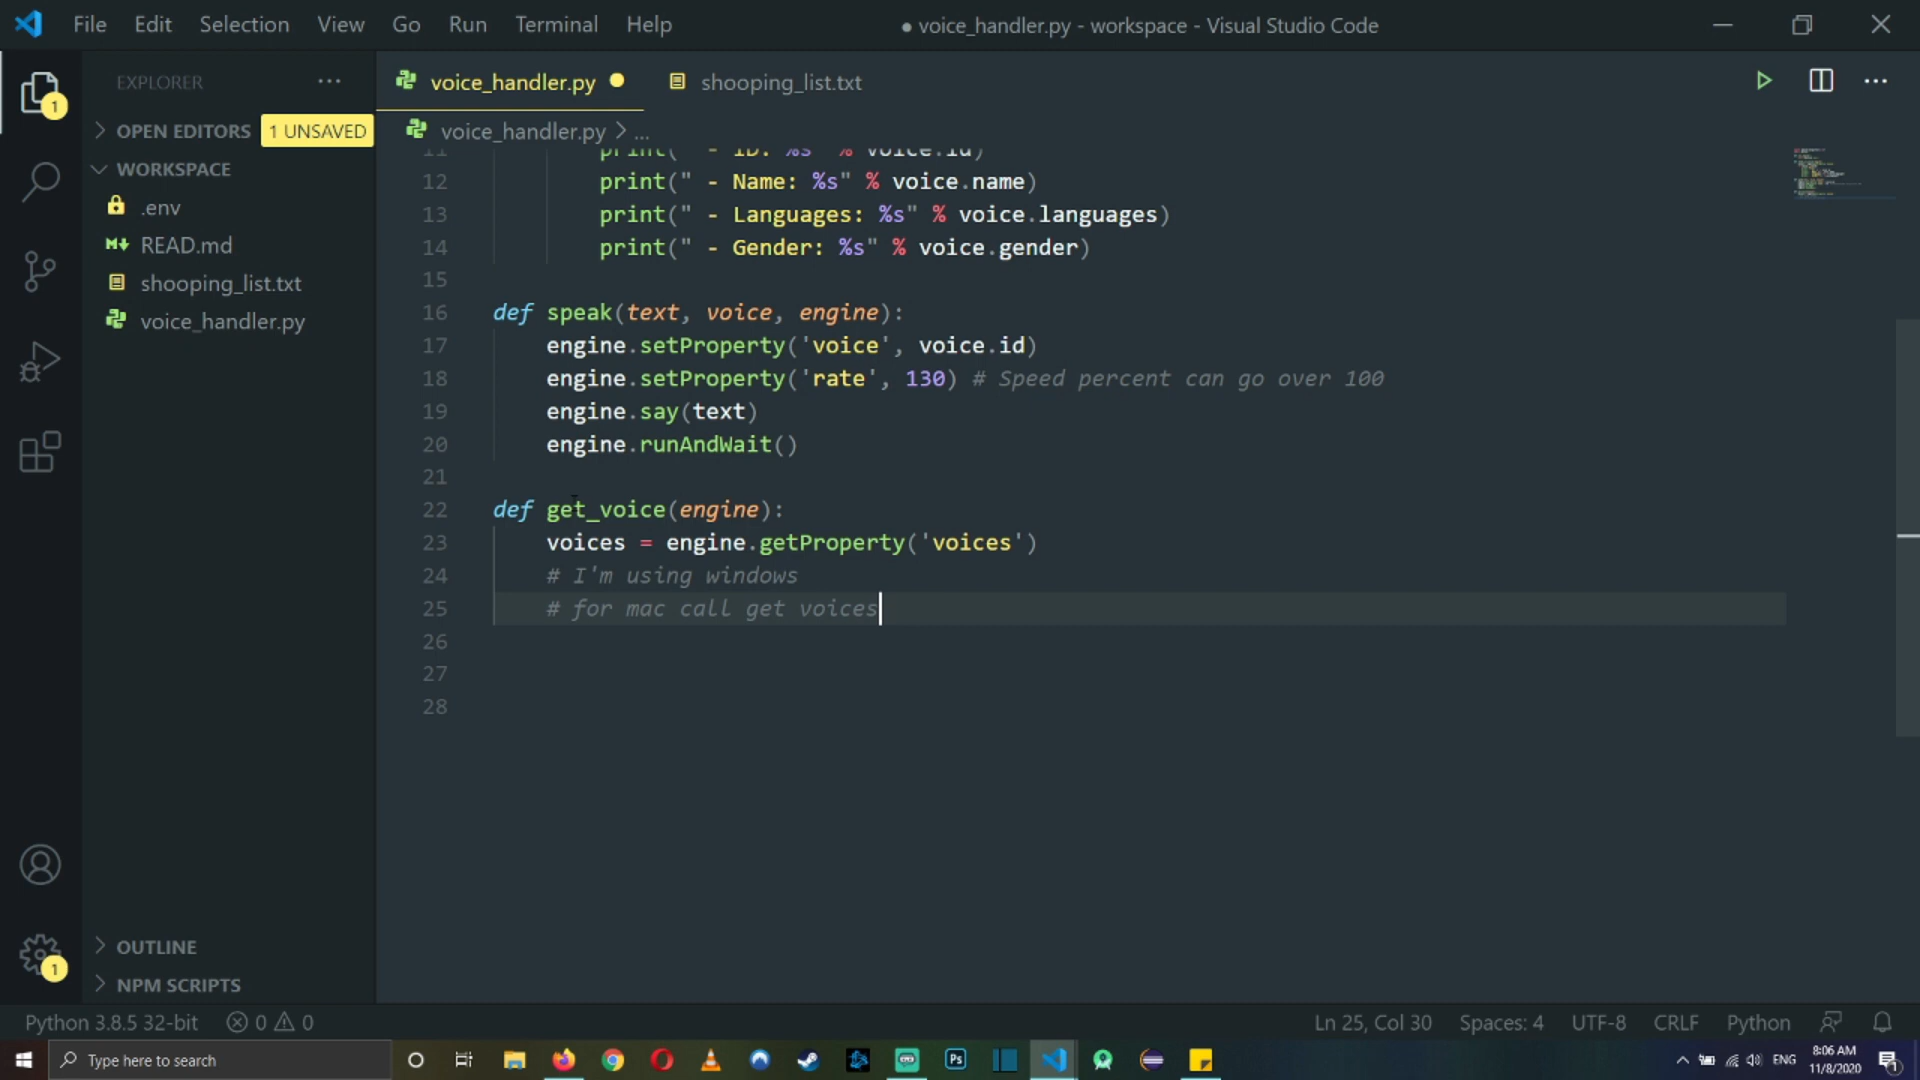 File Edit Selection View Go Run Terminal Help
● voice_handler.py - workspace - Visual Studio Code
EXPLORER
OPEN EDITORS 1 UNSAVED
WORKSPACE
.env
READ.md
shooping_list.txt
voice_handler.py
OUTLINE
NPM SCRIPTS
1
1
voice_handler.py
shooping_list.txt
voice_handler.py > ...
11 print(" - ID: %s" % voice.id)
12 print(" - Name: %s" % voice.name)
13 print(" - Languages: %s" % voice.languages)
14 print(" - Gender: %s" % voice.gender)
15
16 def speak(text, voice, engine):
17 engine.setProperty('voice', voice.id)
18 engine.setProperty('rate', 130) # Speed percent can go over 100
19 engine.say(text)
20 engine.runAndWait()
21
22 def get_voice(engine):
23 voices = engine.getProperty('voices')
24 # I'm using windows
25 # for mac call get voices
26
27
28
Python 3.8.5 32-bit 0 0
Ln 25, Col 30 Spaces: 4 UTF-8 CRLF Python
Type here to search
Ps
ENG
8:06 AM
11/8/2020
1